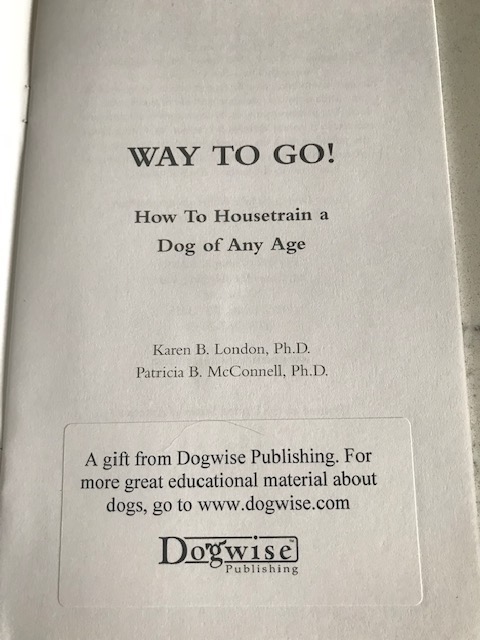 WAY TO GO!
How To Housetrain a
Dog of Any Age
Karen B. London, Ph.D.
Patricia B. McConnell, Ph.D.
A gift from Dogwise Publishing. For
more great educational material about
dogs, go to www.dogwise.com
Dogwise™
Publishing